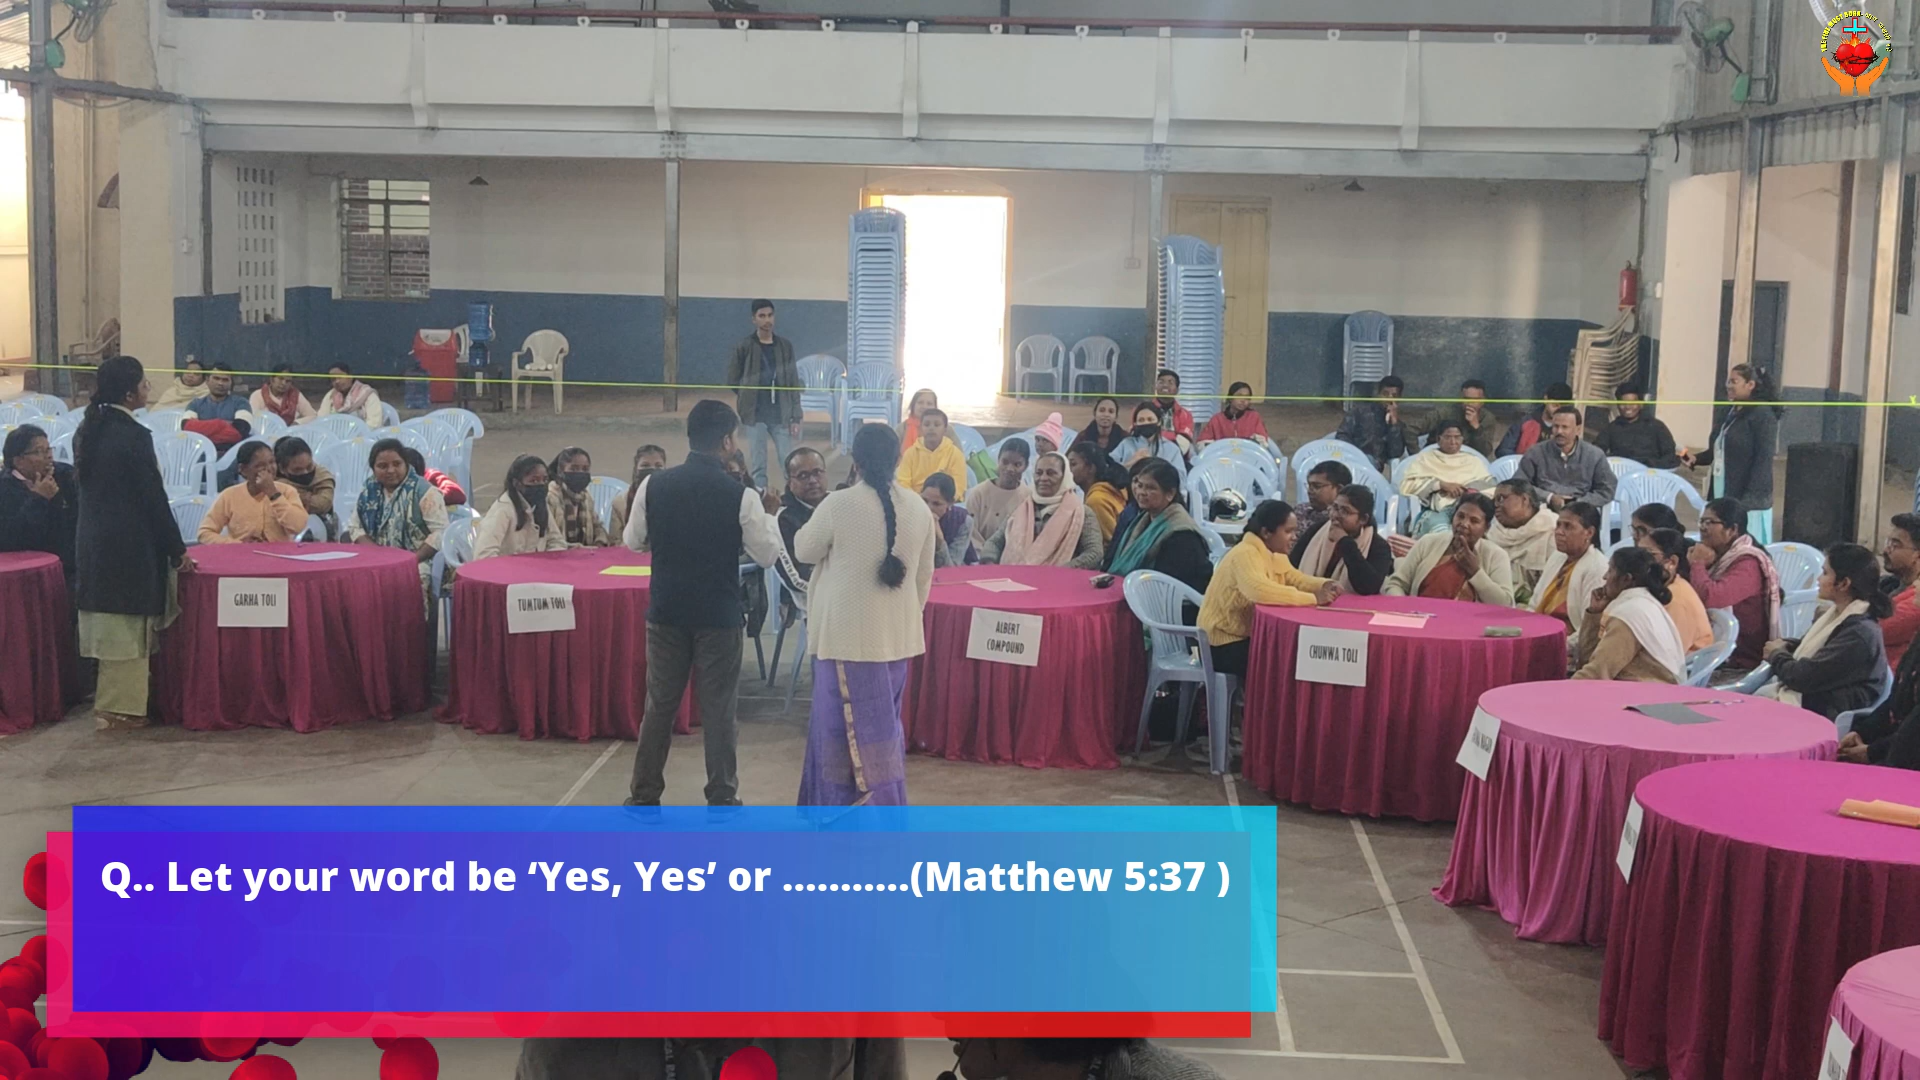 GARHA TOLI
TUMTUM TOLI
ALBERT
COMPOUND
CHUNWA TOLI
Q.. Let your word be ‘Yes, Yes’ or ...........(Matthew 5:37 )